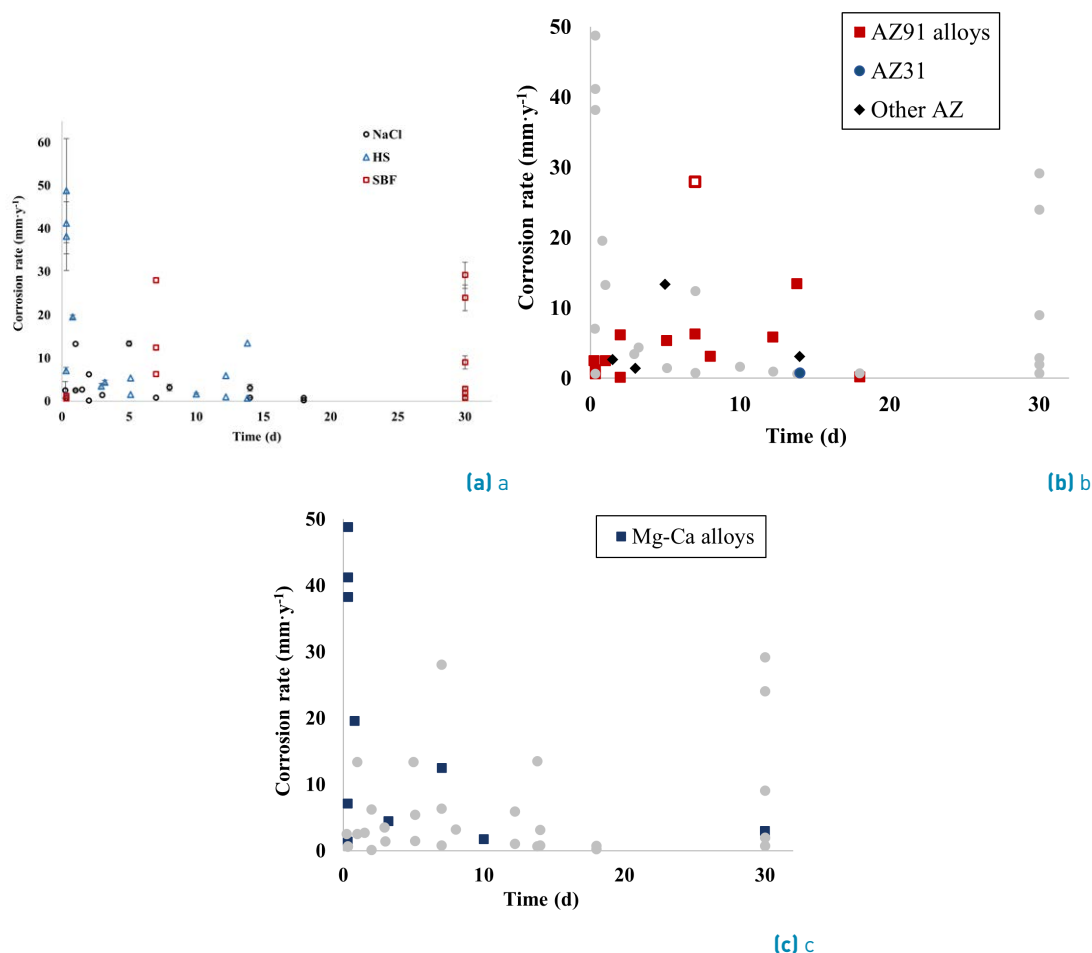 60
50
40
30
20
10
0
0
5
10
15
20
25
30
Corrosion rate (mm·y⁻¹)
Time (d)
NaCl
HS
SBF
(a) a
50
40
30
20
10
0
0
10
20
30
Corrosion rate (mm·y⁻¹)
Time (d)
AZ91 alloys
AZ31
Other AZ
(b) b
50
40
30
20
10
0
0
10
20
30
Corrosion rate (mm·y⁻¹)
Time (d)
Mg-Ca alloys
(c) c